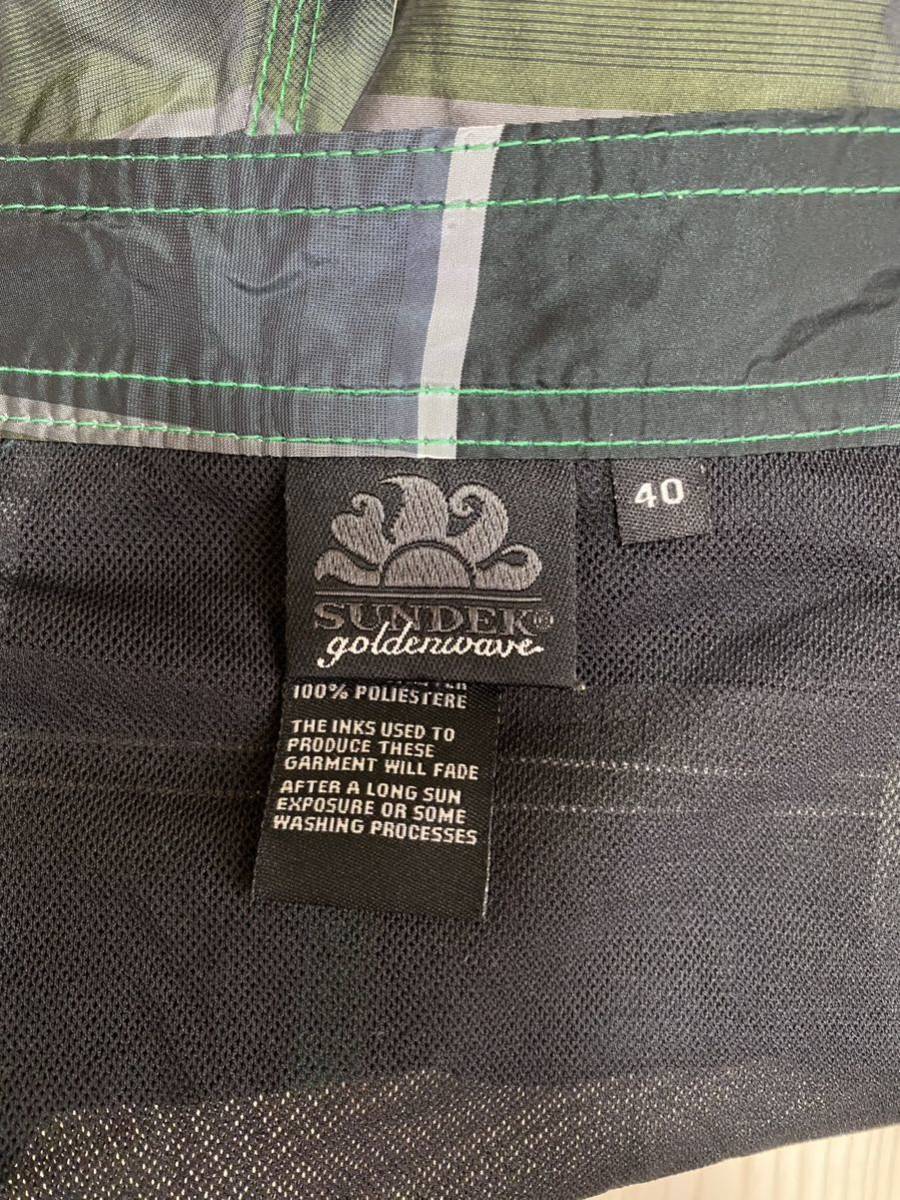 40
SUNDEK®
goldenwave
100% POLIESTERE
THE INKS USED TO
PRODUCE THESE
GARMENT WILL FADE
AFTER A LONG SUN
EXPOSURE OR SOME
WASHING PROCESSES